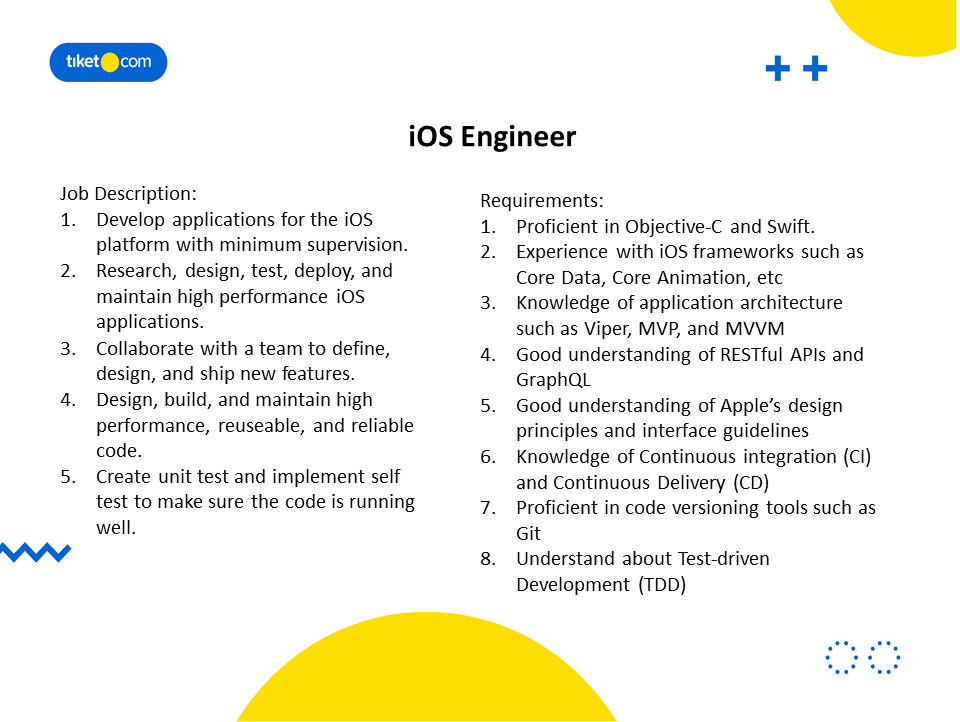 tiket.com
iOS Engineer
Job Description:
1. Develop applications for the iOS
platform with minimum supervision.
2. Research, design, test, deploy, and
maintain high performance iOS
applications.
3. Collaborate with a team to define,
design, and ship new features.
4. Design, build, and maintain high
performance, reuseable, and reliable
code.
5. Create unit test and implement self
test to make sure the code is running
well.
Requirements:
1. Proficient in Objective-C and Swift.
2. Experience with iOS frameworks such as
Core Data, Core Animation, etc
3. Knowledge of application architecture
such as Viper, MVP, and MVVM
4. Good understanding of RESTful APIs and
GraphQL
5. Good understanding of Apple’s design
principles and interface guidelines
6. Knowledge of Continuous integration (CI)
and Continuous Delivery (CD)
7. Proficient in code versioning tools such as
Git
8. Understand about Test-driven
Development (TDD)